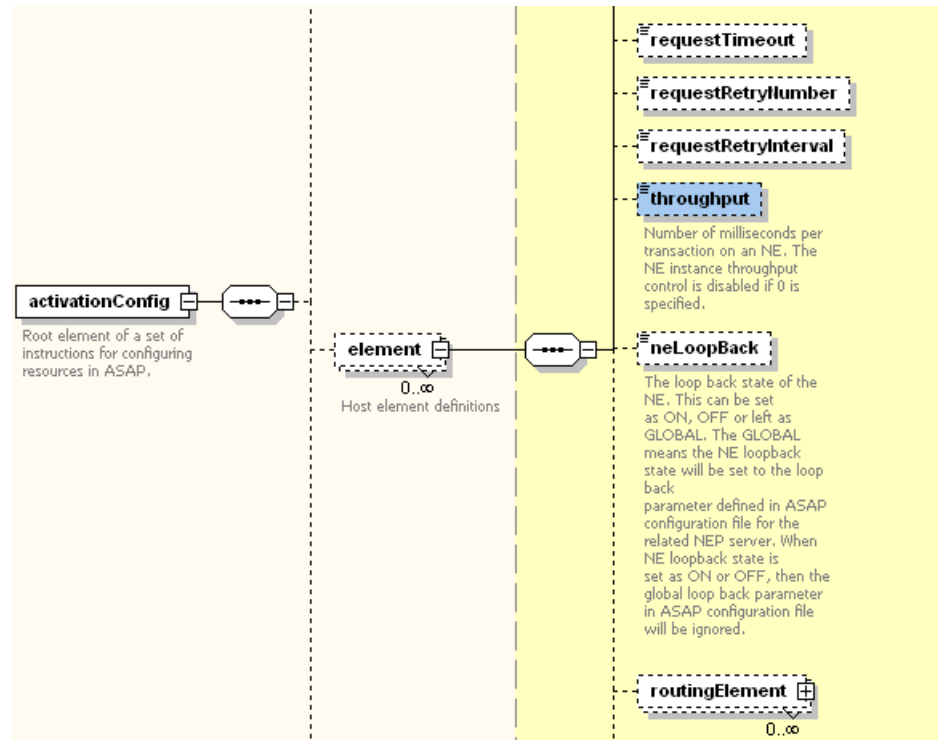 requestTimeout
requestRetryNumber
requestRetryInterval
throughput
Number of milliseconds per
transaction on an NE. The
NE instance throughput
control is disabled if 0 is
specified.
activationConfig
Root element of a set of
instructions for configuring
resources in ASAP.
element
0..∞
Host element definitions
neLoopBack
The loop back state of the
NE. This can be set
as ON, OFF or left as
GLOBAL. The GLOBAL
means the NE loopback
state will be set to the loop
back
parameter defined in ASAP
configuration file for the
related NEP server. When
NE loopback state is
set as ON or OFF, then the
global loop back parameter
in ASAP configuration file
will be ignored.
routingElement
0..∞